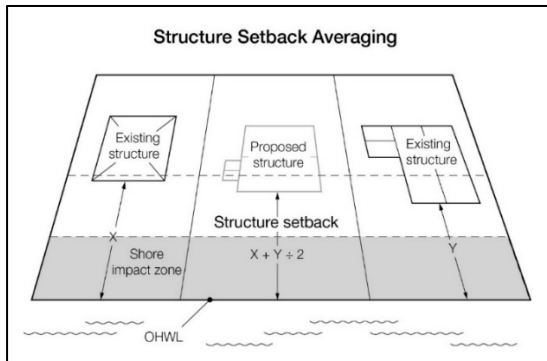 Structure Setback Averaging
Existing
structure
Proposed
structure
Existing
structure
Structure setback
X
Shore
impact zone
X + Y ÷ 2
Y
OHWL